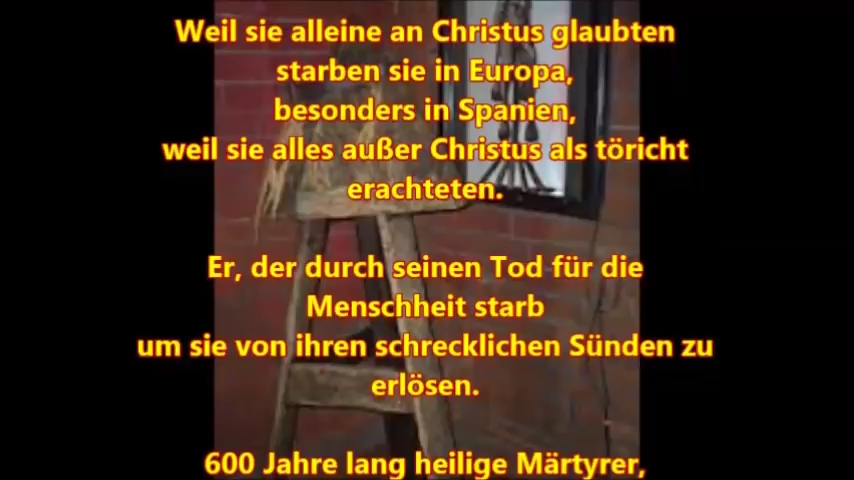 Weil sie alleine an Christus glaubten
starben sie in Europa,
besonders in Spanien,
weil sie alles außer Christus als töricht
erachteten.
Er, der durch seinen Tod für die
Menschheit starb
um sie von ihren schrecklichen Sünden zu
erlösen.
600 Jahre lang heilige Märtyrer,